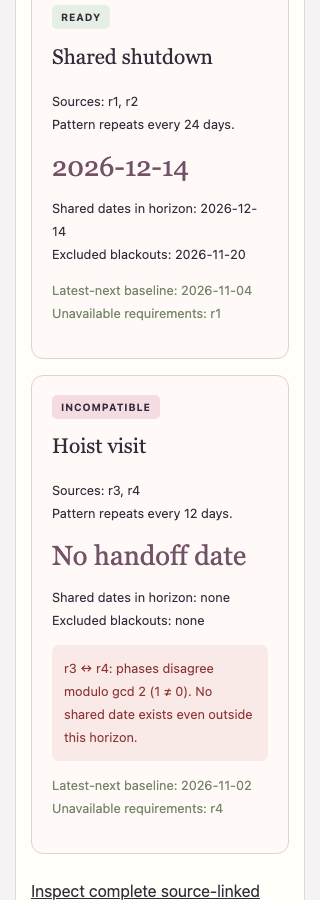 READY
Shared shutdown
Sources: r1, r2
Pattern repeats every 24 days.
2026-12-14
Shared dates in horizon: 2026-12-
14
Excluded blackouts: 2026-11-20
Latest-next baseline: 2026-11-04
Unavailable requirements: r1
INCOMPATIBLE
Hoist visit
Sources: r3, r4
Pattern repeats every 12 days.
No handoff date
Shared dates in horizon: none
Excluded blackouts: none
r3 ↔ r4: phases disagree
modulo gcd 2 (1 ≠ 0). No
shared date exists even outside
this horizon.
Latest-next baseline: 2026-11-02
Unavailable requirements: r4
Inspect complete source-linked